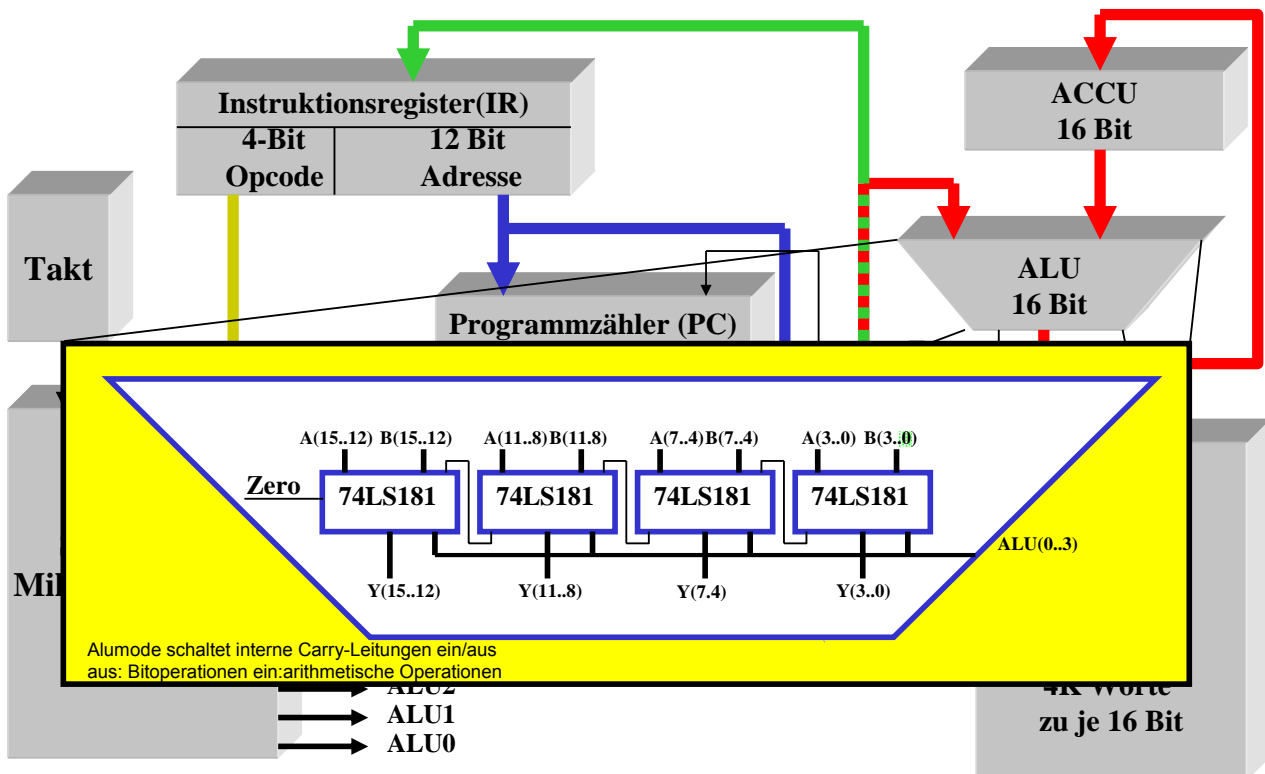 Instruktionsregister(IR)
4-Bit
Opcode
12 Bit
Adresse
ACCU
16 Bit
Takt
ALU
16 Bit
Programmzähler (PC)
A(15..12) B(15..12)
A(11..8) B(11.8)
A(7..4) B(7..4)
A(3..0) B(3..0)
Zero
74LS181
74LS181
74LS181
74LS181
ALU(0..3)
Y(15..12)
Y(11..8)
Y(7.4)
Y(3..0)
Alumode schaltet interne Carry-Leitungen ein/aus
aus: Bitoperationen ein:arithmetische Operationen
ALU2
ALU1
ALU0
4K Worte
zu je 16 Bit